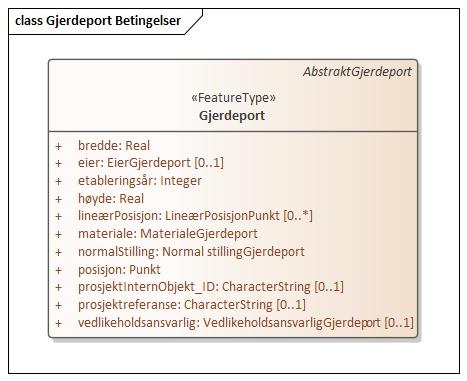 class Gjerdeport Betingelser
AbstraktGjerdeport
«FeatureType»
Gjerdeport
+ bredde: Real
+ eier: EierGjerdeport [0..1]
+ etableringsår: Integer
+ høyde: Real
+ lineærPosisjon: LineærPosisjonPunkt [0..*]
+ materiale: MaterialeGjerdeport
+ normalStilling: Normal stillingGjerdeport
+ posisjon: Punkt
+ prosjektInternObjekt_ID: CharacterString [0..1]
+ prosjektreferanse: CharacterString [0..1]
+ vedlikeholdsansvarlig: VedlikeholdsansvarligGjerdeport [0..1]